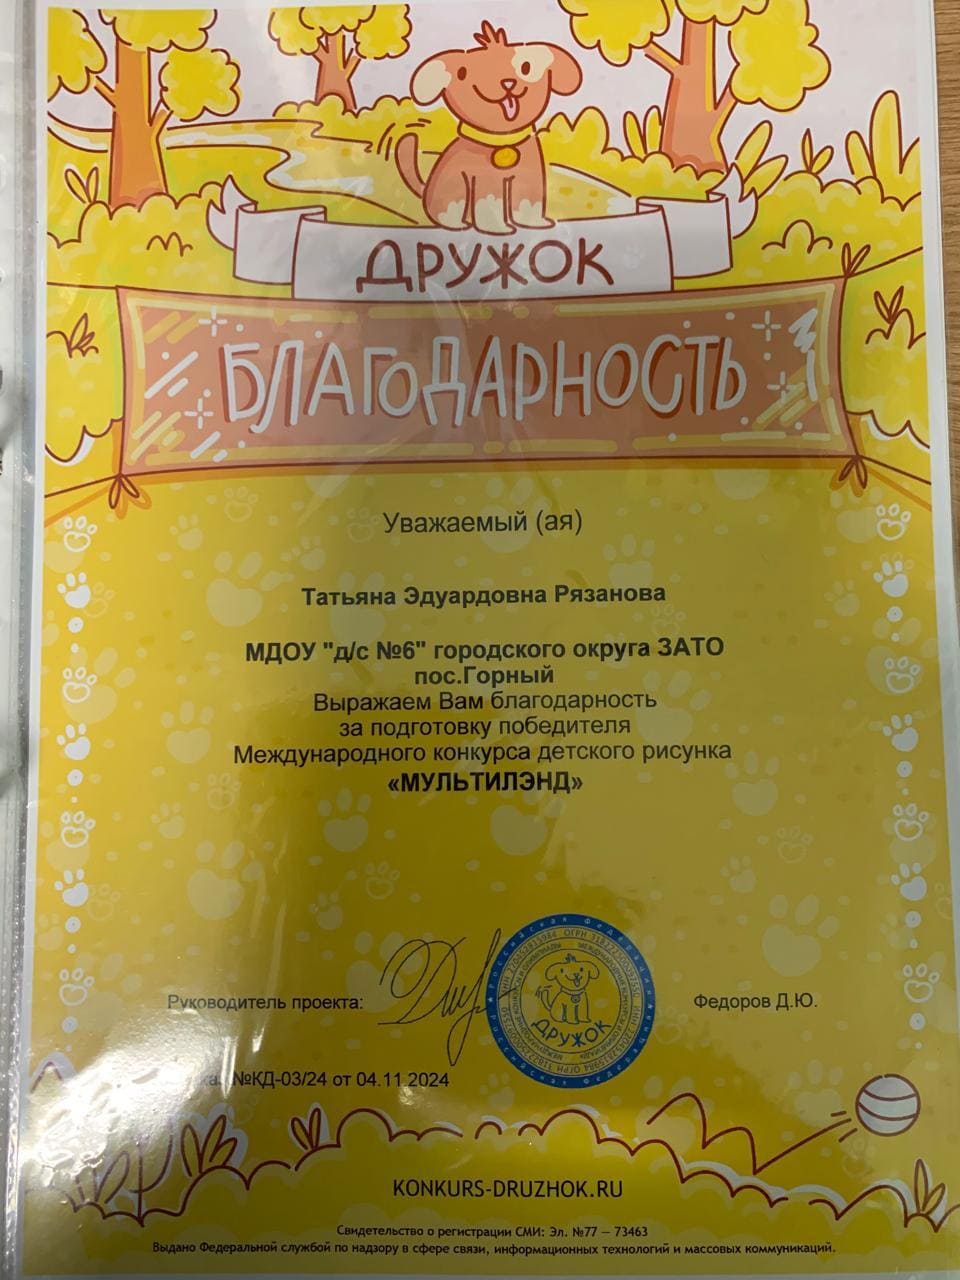 ДРУЖОК
БЛАГОДАРНОСТЬ
Уважаемый (ая)
Татьяна Эдуардовна Рязанова
МДОУ "д/с №6" городского округа ЗАТО
пос.Горный
Выражаем Вам благодарность
за подготовку победителя
Международного конкурса детского рисунка
«МУЛЬТИЛЭНД»
Руководитель проекта:
Российская Федерация
ДРУЖОК
Федоров Д.Ю.
№КД-03/24 от 04.11.2024
KONKURS-DRUZHOK.RU
Свидетельство о регистрации СМИ: Эл. №77 – 73463
Выдано Федеральной службой по надзору в сфере связи, информационных технологий и массовых коммуникаций.